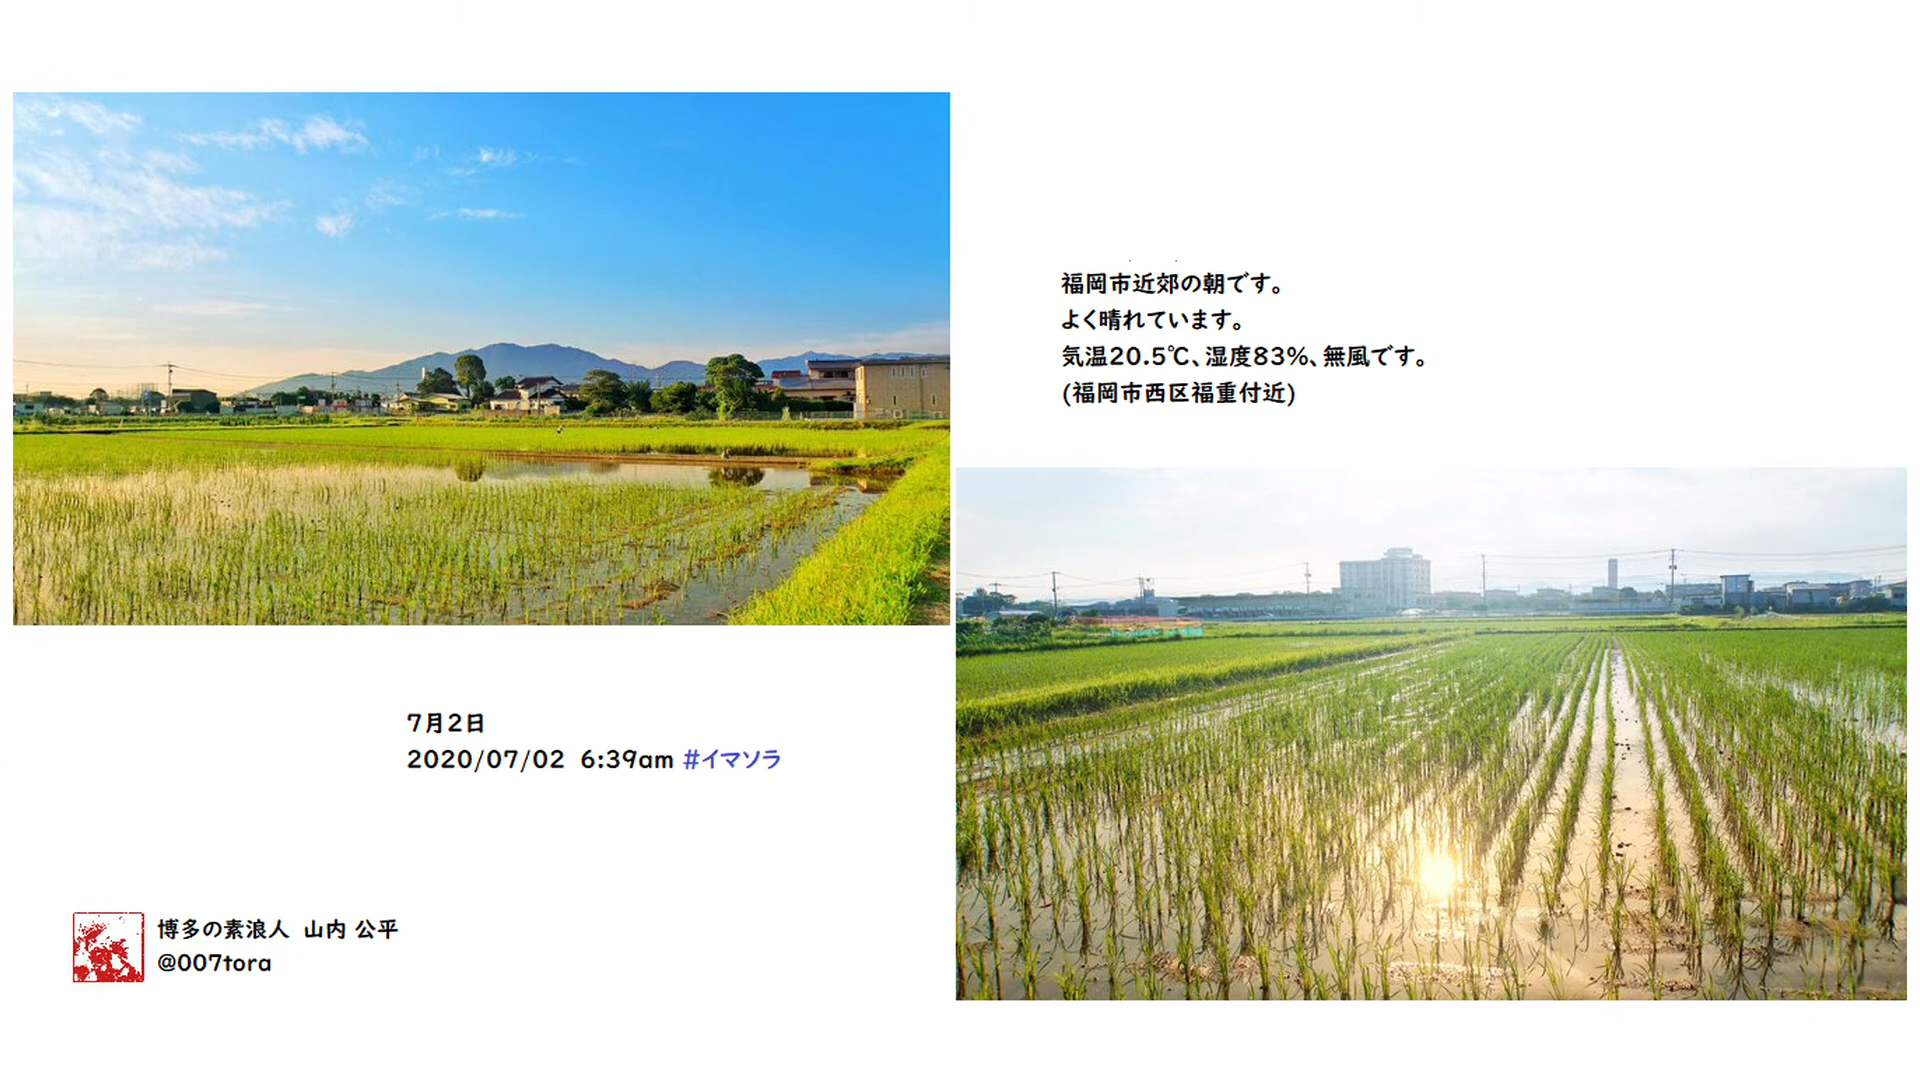 福岡市近郊の朝です。
よく晴れています。
気温20.5℃、湿度83%、無風です。
(福岡市西区福重付近)
7月2日
2020/07/02 6:39am #イマソラ
博多の素浪人 山内 公平
@007tora